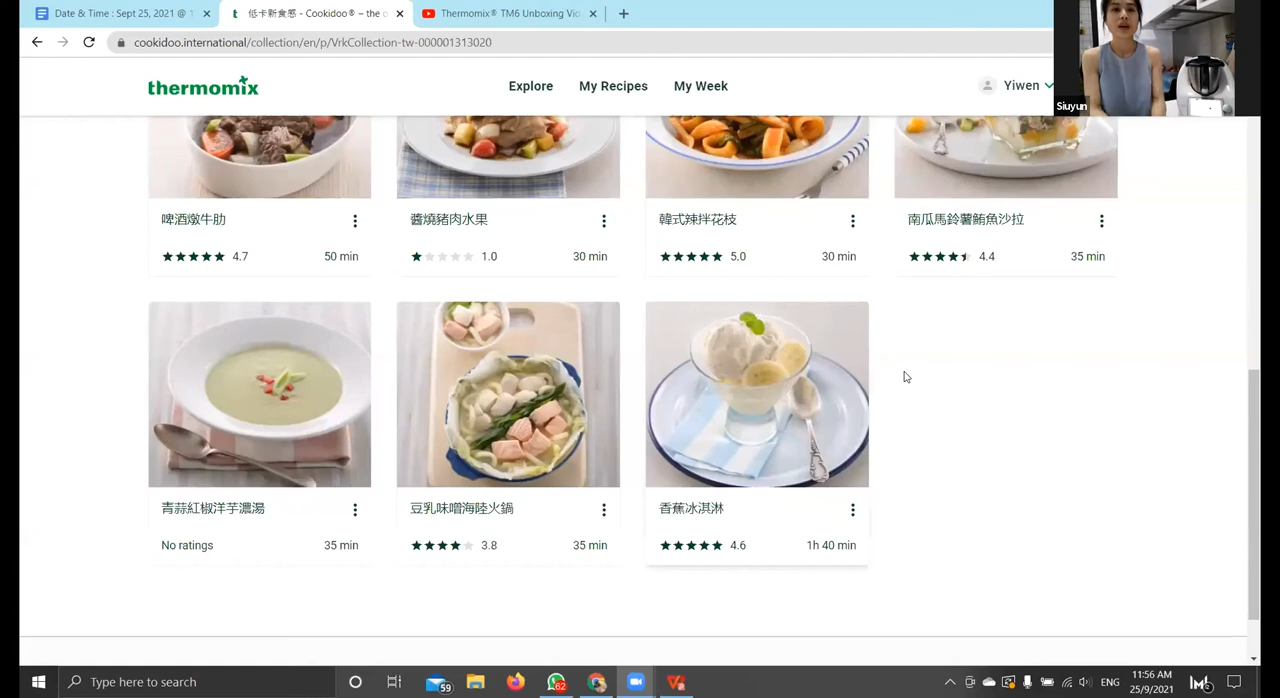 Date & Time : Sept 25, 2021 @ 1
低卡新食感 - Cookidoo® – the o
Thermomix® TM6 Unboxing Vid
cookidoo.international/collection/en/p/VrkCollection-tw-000001313020
thermomix
Explore
My Recipes
My Week
Yiwen
Siuyun
啤酒燉牛肋
醬燒豬肉水果
韓式辣拌花枝
南瓜馬鈴薯鮪魚沙拉
4.7 50 min
1.0 30 min
5.0 30 min
4.4 35 min
青蒜紅椒洋芋濃湯
豆乳味噌海陸火鍋
香蕉冰淇淋
No ratings 35 min
3.8 35 min
4.6 1h 40 min
Type here to search
59
62
ENG
11:56 AM
25/9/2021